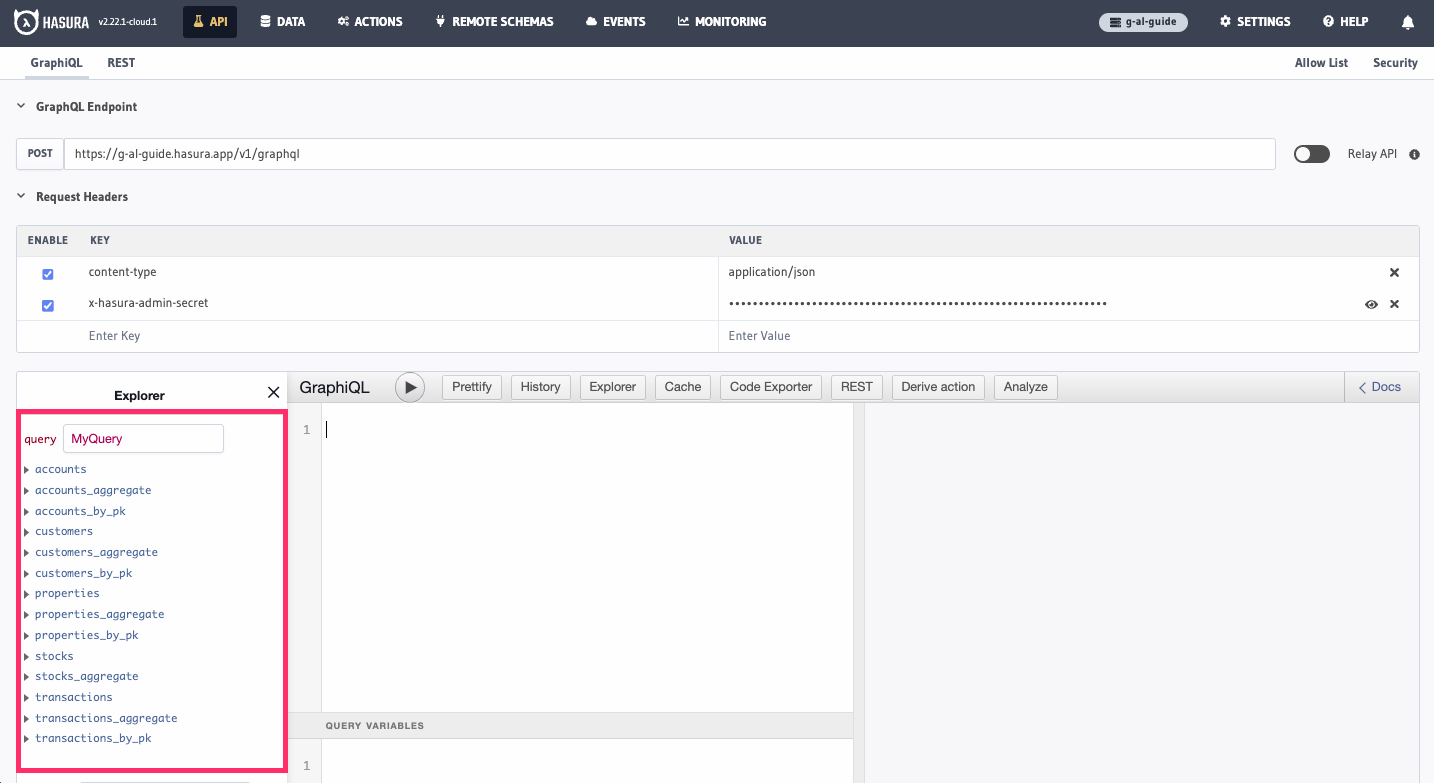 HASURA v2.22.1-cloud.1 API DATA ACTIONS REMOTE SCHEMAS EVENTS MONITORING g-al-guide SETTINGS HELP
GraphiQL REST Allow List Security
GraphQL Endpoint
POST https://g-al-guide.hasura.app/v1/graphql Relay API
Request Headers
ENABLE KEY VALUE
content-type application/json
x-hasura-admin-secret ••••••••••••••••••••••••••••••••••••••••••••••••••••••••••••••••
Enter Key Enter Value
Explorer GraphiQL Prettify History Explorer Cache Code Exporter REST Derive action Analyze Docs
query MyQuery 1
accounts
accounts_aggregate
accounts_by_pk
customers
customers_aggregate
customers_by_pk
properties
properties_aggregate
properties_by_pk
stocks
stocks_aggregate
transactions
transactions_aggregate
QUERY VARIABLES
transactions_by_pk
1